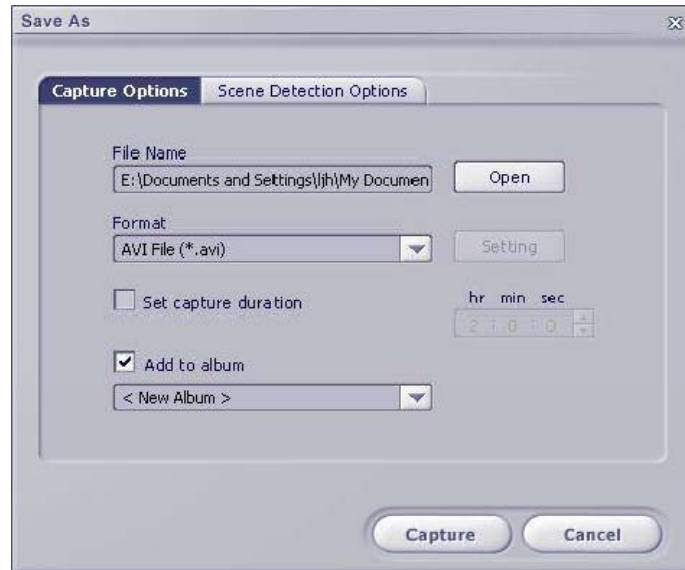 Save As
Capture Options Scene Detection Options
File Name
E:\Documents and Settings\ljh\My Documen Open
Format
AVI File (*.avi) Setting
Set capture duration hr min sec
2 : 0 : 0
Add to album
< New Album >
Capture Cancel